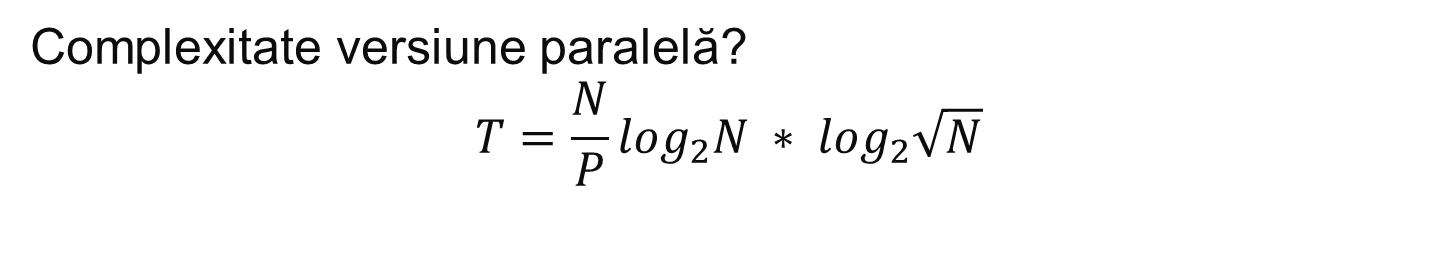 Complexitate versiune paralelă?
T = N/P log₂N * log₂√N